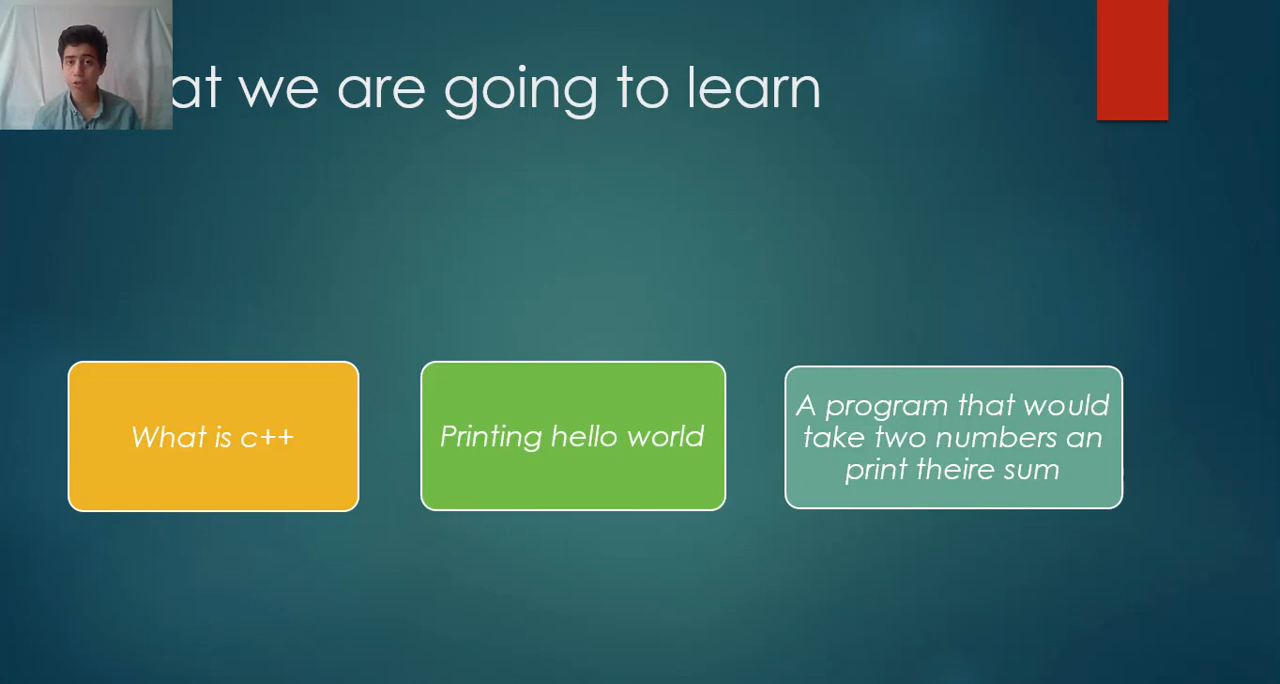 at we are going to learn
What is c++
Printing hello world
A program that would
take two numbers an
print theire sum